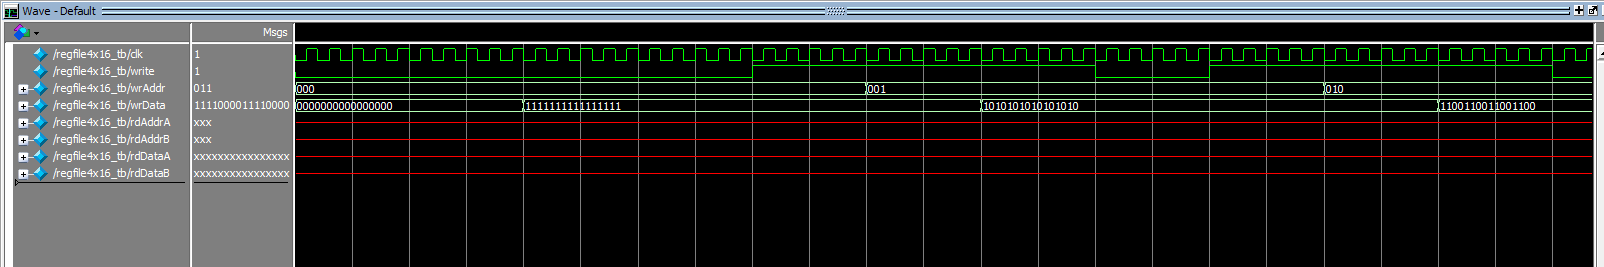 Wave - Default
Msgs
/regfile4x16_tb/clk 1
/regfile4x16_tb/write 1
/regfile4x16_tb/wrAddr 011 000 001 010
/regfile4x16_tb/wrData 1111000011110000 0000000000000000 1111111111111111 1010101010101010 1100110011001100
/regfile4x16_tb/rdAddrA xxx
/regfile4x16_tb/rdAddrB xxx
/regfile4x16_tb/rdDataA xxxxxxxxxxxxxxxx
/regfile4x16_tb/rdDataB xxxxxxxxxxxxxxxx